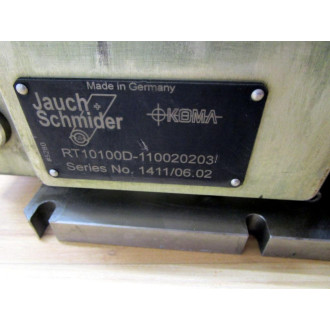 Made in Germany
Jauch
Schmider
KOMA
RT10100D-110020203
Series No. 1411/06.02